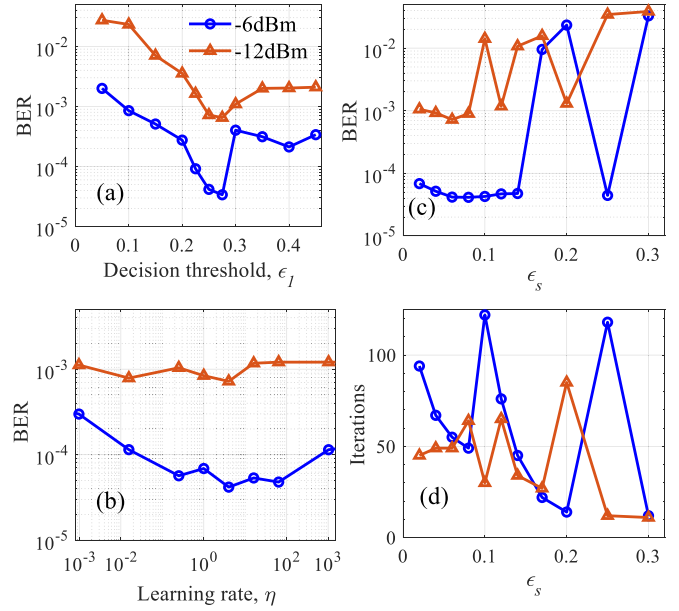 10^-2
10^-3
10^-4
10^-5
BER
-6dBm
-12dBm
(a)
0 0.1 0.2 0.3 0.4
Decision threshold, ϵ_1
10^-2
10^-3
10^-4
10^-5
BER
(c)
0 0.1 0.2 0.3
ϵ_s
10^-3
10^-4
10^-5
BER
(b)
10^-3 10^-2 10^0 10^2 10^3
Learning rate, η
100
50
0
Iterations
(d)
0 0.1 0.2 0.3
ϵ_s